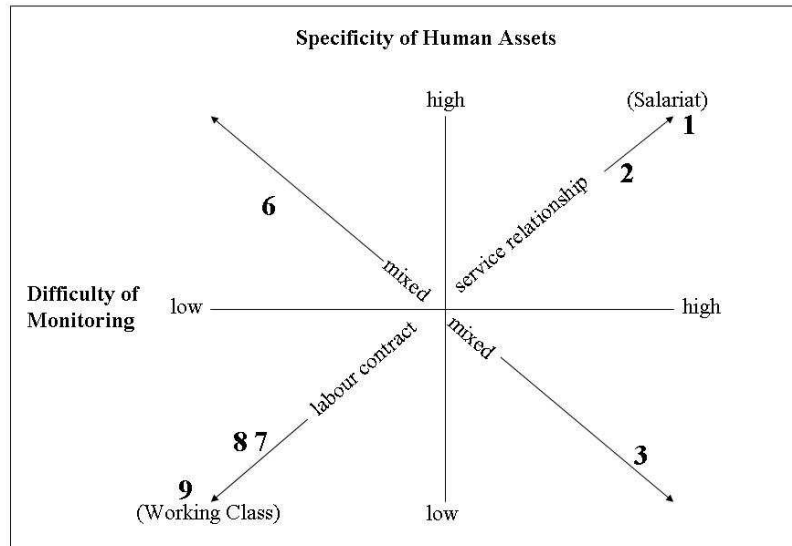 Specificity of Human Assets
high
(Salariat)
1
2
6
service relationship
mixed
Difficulty of
Monitoring
low
high
mixed
labour contract
8 7
3
9
(Working Class)
low